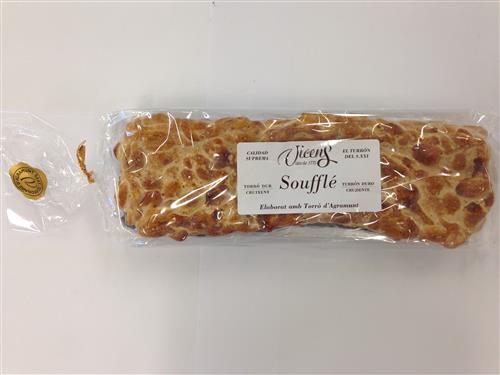 CALIDAD
SUPREMA
Vicens
desde 1775
EL TURRÓN
DEL S.XXI
Soufflé
TORRÓ DUR
CRUIXENT
TURRÓN DURO
CRUJIENTE
Elaborat amb Torró d'Agramunt